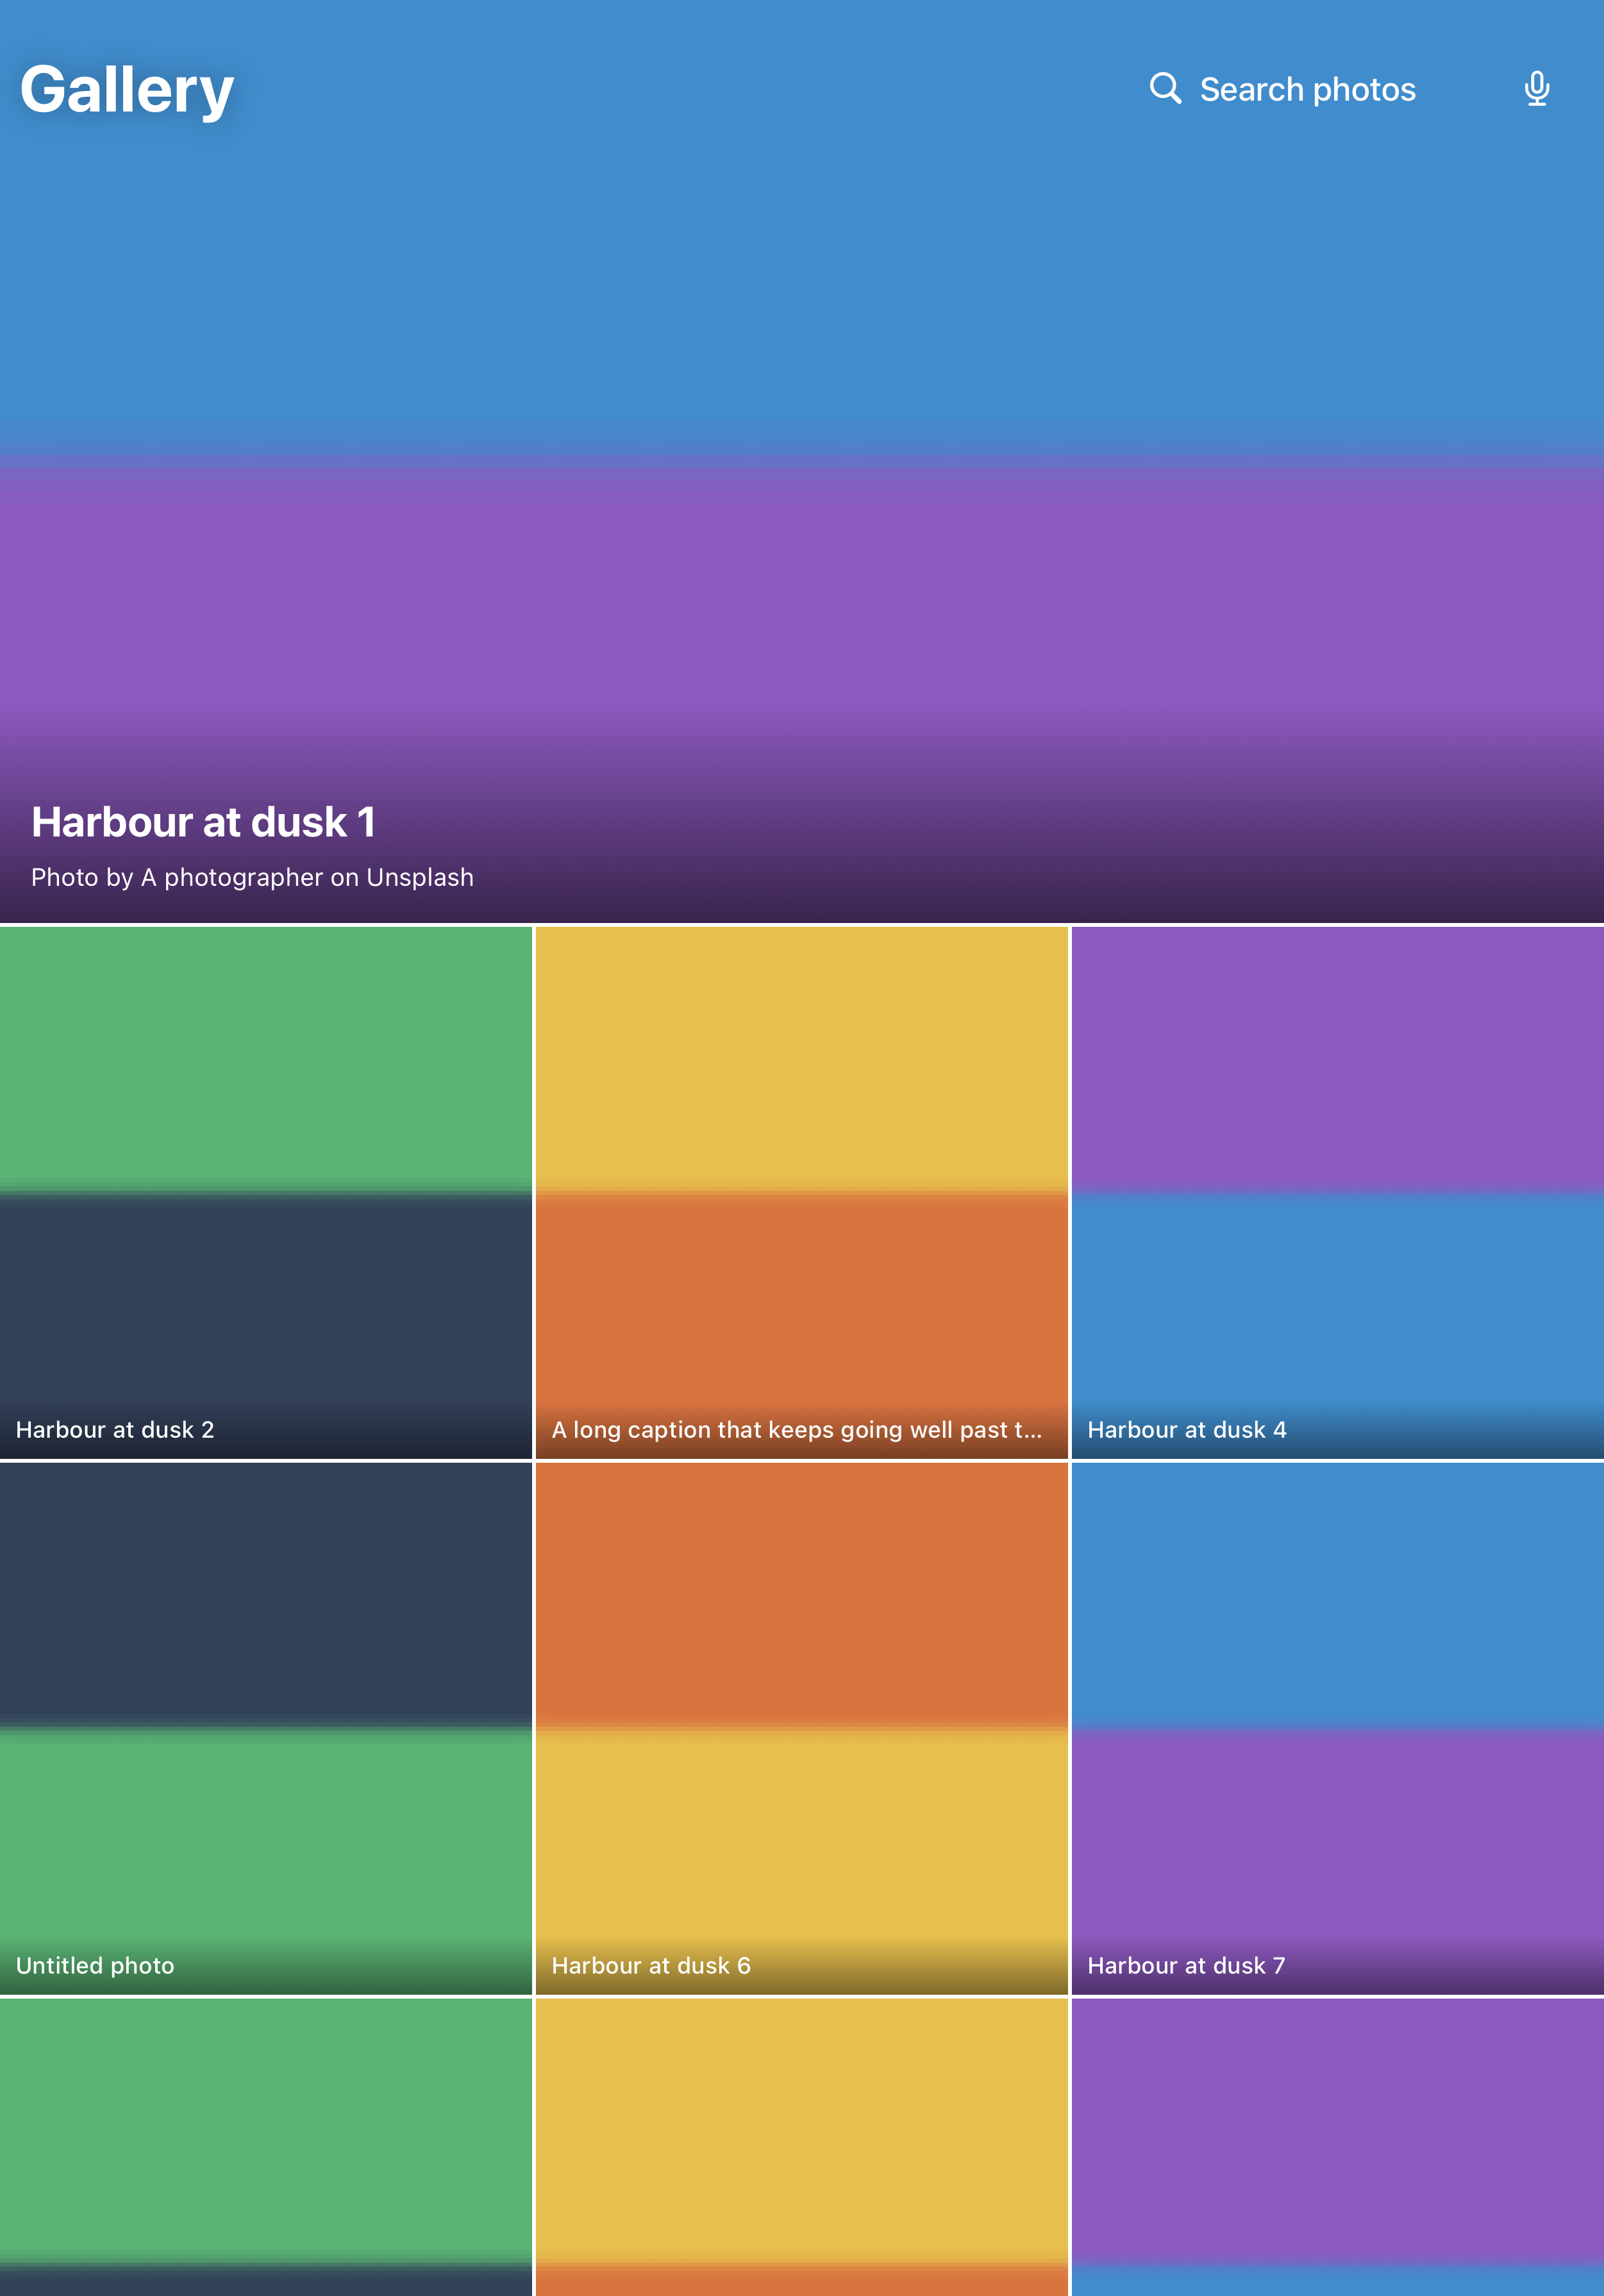 Gallery
Search photos
Harbour at dusk 1
Photo by A photographer on Unsplash
Harbour at dusk 2
A long caption that keeps going well past t...
Harbour at dusk 4
Untitled photo
Harbour at dusk 6
Harbour at dusk 7